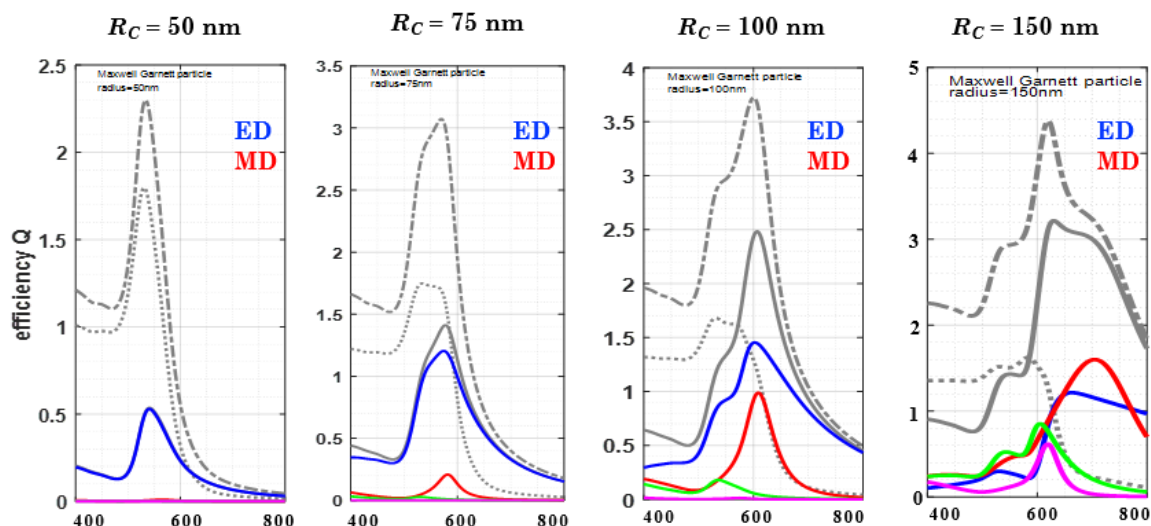 R_C = 50 nm
R_C = 75 nm
R_C = 100 nm
R_C = 150 nm
efficiency Q
2.5
2
1.5
1
0.5
0
Maxwell Garnett particle
radius=50nm
ED
MD
400 600 800
3.5
3
2.5
2
1.5
1
0.5
0
Maxwell Garnett particle
radius=75nm
ED
MD
400 600 800
4
3.5
3
2.5
2
1.5
1
0.5
0
Maxwell Garnett particle
radius=100nm
ED
MD
400 600 800
5
4
3
2
1
0
Maxwell Garnett particle
radius=150nm
ED
MD
400 600 800